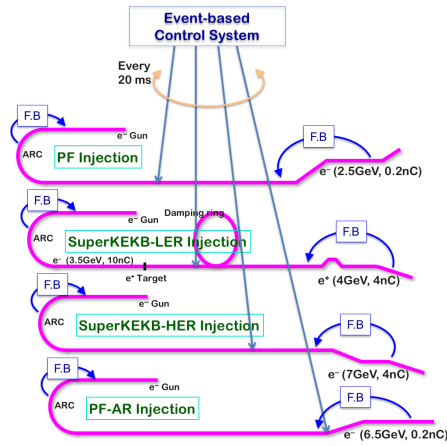 Event-based
Control System
Every
20 ms
F.B
e⁻ Gun
ARC
PF Injection
F.B
e⁻ (2.5GeV, 0.2nC)
F.B
Damping ring
e⁻ Gun
ARC
SuperKEKB-LER Injection
F.B
e⁻ (3.5GeV, 10nC)
e⁺ Target
e⁺ (4GeV, 4nC)
F.B
e⁻ Gun
ARC
SuperKEKB-HER Injection
F.B
e⁻ (7GeV, 4nC)
F.B
e⁻ Gun
ARC
PF-AR Injection
F.B
e⁻ (6.5GeV, 0.2nC)